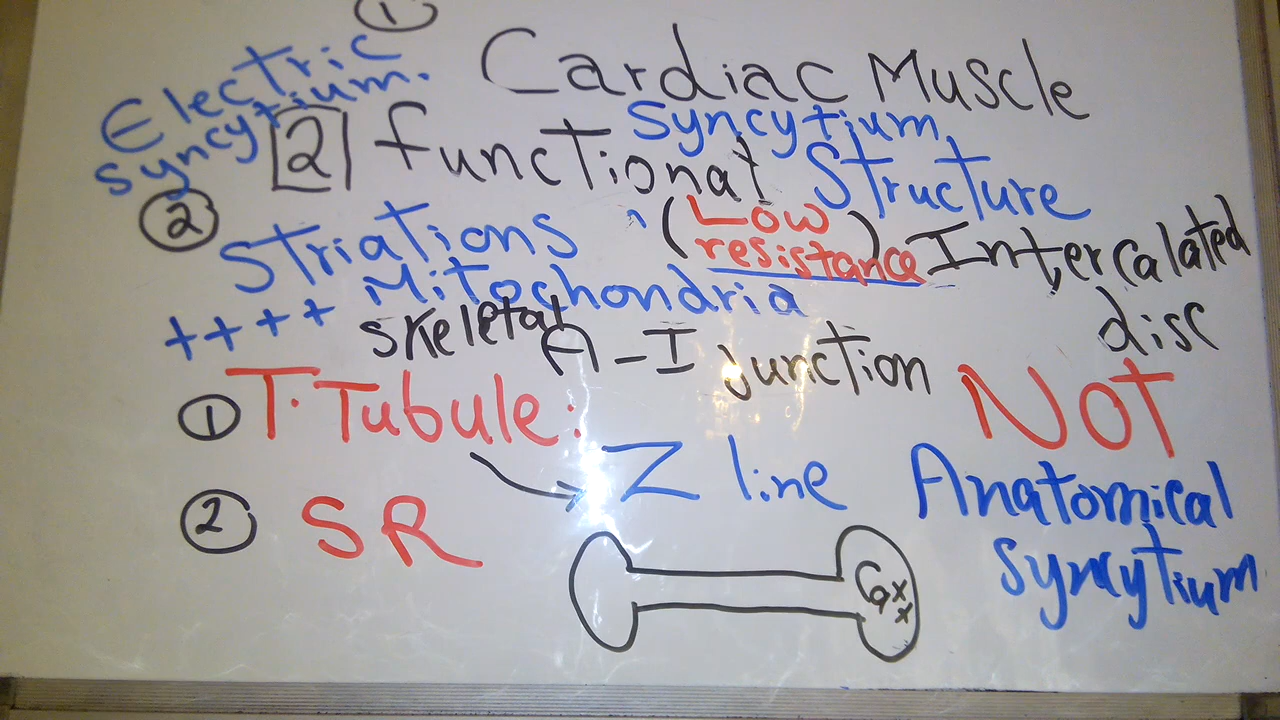 ①
Electric
syncytium.
Cardiac Muscle
2 functional Syncytium,
Structure
②
Striations
(Low
resistance)
Intercalated
disc
++++ Mitochondria
skeletal A-I junction
① T.Tubule:
NOT
Z line
Anatomical
syncytium
② SR
Ca++